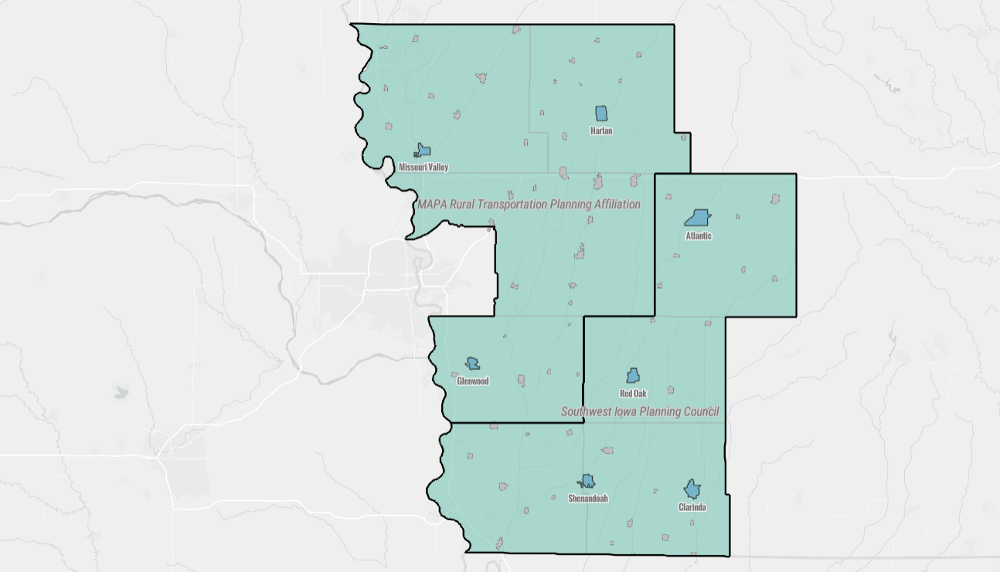 Harlan
Missouri Valley
MAPA Rural Transportation Planning Affiliation
Atlantic
Glenwood
Red Oak
Southwest Iowa Planning Council
Shenandoah
Clarinda